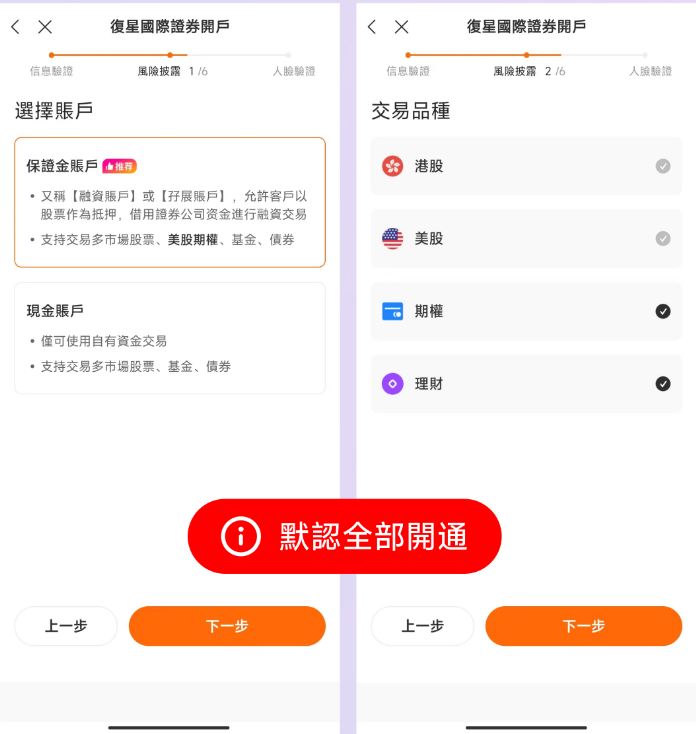 復星國際證券開戶
信息驗證
風險披露 1 /6
人臉驗證
選擇賬戶
保證金賬戶 推荐
• 又稱【融資賬戶】或【孖展賬戶】，允許客戶以
股票作為抵押，借用證券公司资金進行融資交易
• 支持交易多市場股票、美股期權、基金、債券
現金賬戶
• 僅可使用自有資金交易
• 支持交易多市場股票、基金、債券
上一步
下一步
復星國際證券開戶
信息驗證
風險披露 2 /6
人臉驗證
交易品種
港股
美股
期權
理財
上一步
下一步
默認全部開通